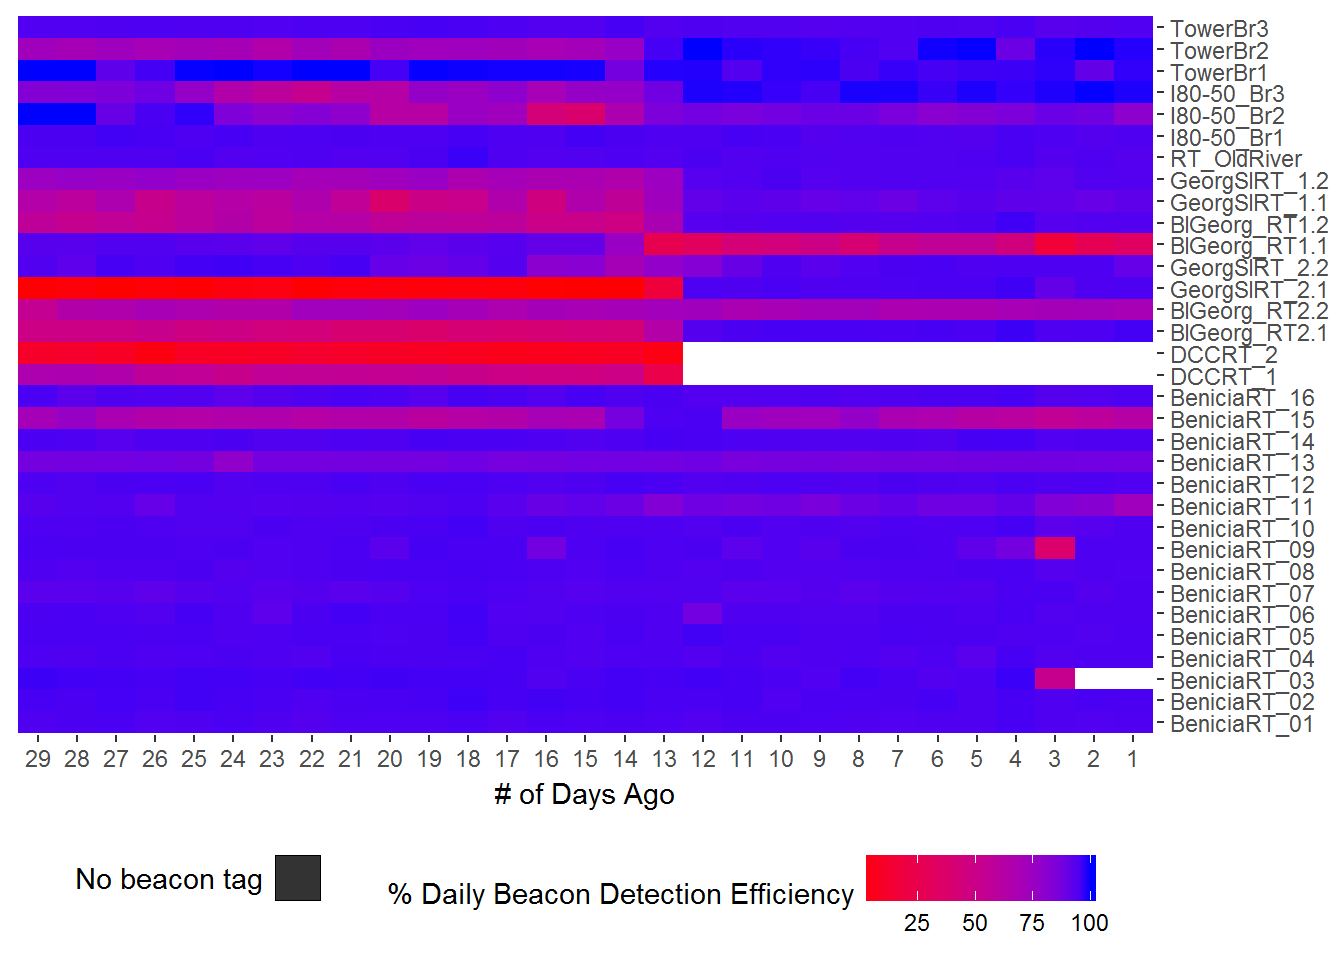 TowerBr3
TowerBr2
TowerBr1
I80-50_Br3
I80-50_Br2
I80-50_Br1
RT_OldRiver
GeorgSlRT_1.2
GeorgSlRT_1.1
BlGeorg_RT1.2
BlGeorg_RT1.1
GeorgSlRT_2.2
GeorgSlRT_2.1
BlGeorg_RT2.2
BlGeorg_RT2.1
DCCRT_2
DCCRT_1
BeniciaRT_16
BeniciaRT_15
BeniciaRT_14
BeniciaRT_13
BeniciaRT_12
BeniciaRT_11
BeniciaRT_10
BeniciaRT_09
BeniciaRT_08
BeniciaRT_07
BeniciaRT_06
BeniciaRT_05
BeniciaRT_04
BeniciaRT_03
BeniciaRT_02
BeniciaRT_01
29 28 27 26 25 24 23 22 21 20 19 18 17 16 15 14 13 12 11 10 9 8 7 6 5 4 3 2 1
# of Days Ago
No beacon tag
% Daily Beacon Detection Efficiency
25 50 75 100